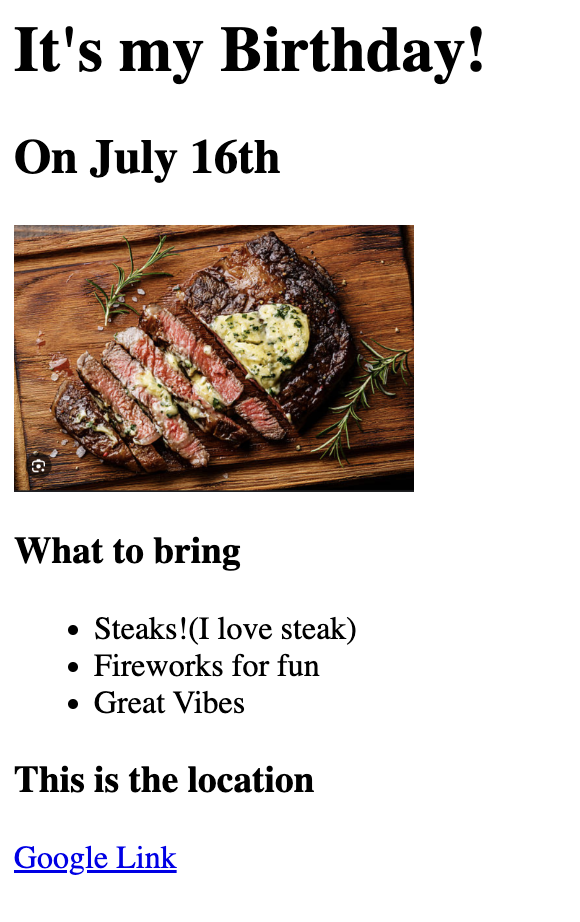 It's my Birthday!
On July 16th
What to bring
Steaks!(I love steak)
Fireworks for fun
Great Vibes
This is the location
Google Link